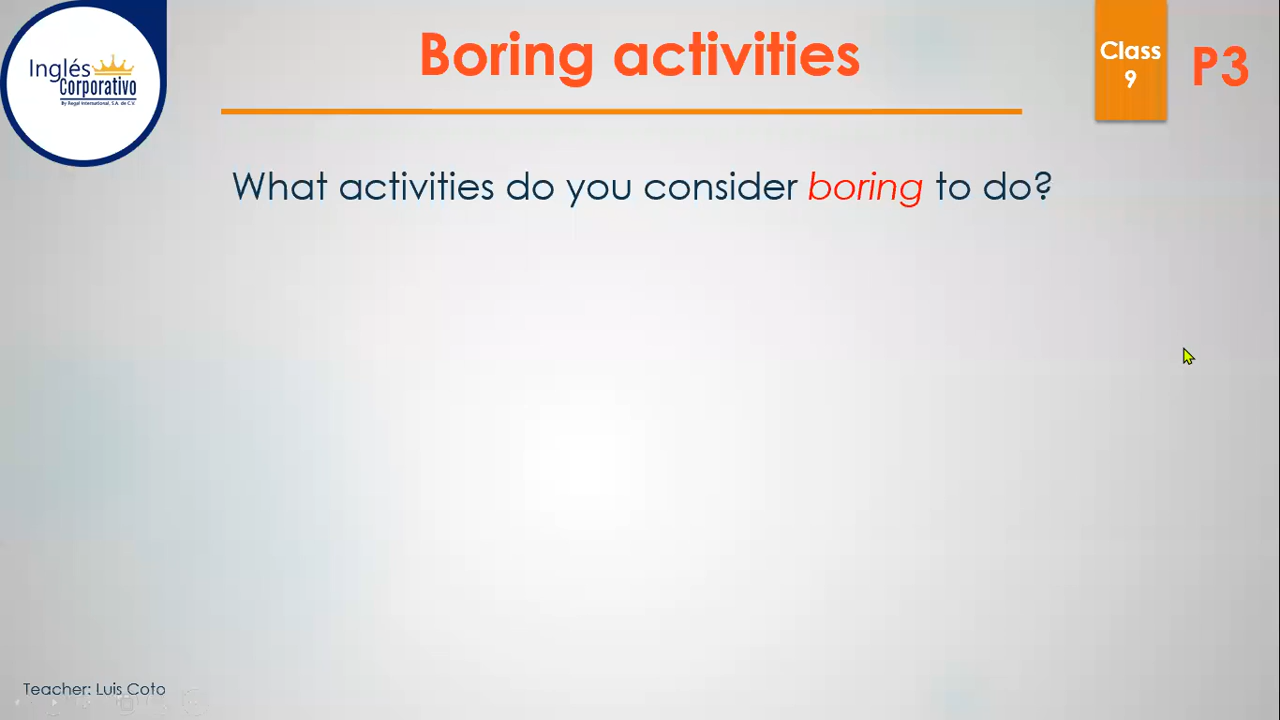 Inglés
Corporativo
By Regal International, S.A. de C.V.
Boring activities
Class
9
P3
What activities do you consider boring to do?
Teacher: Luis Coto